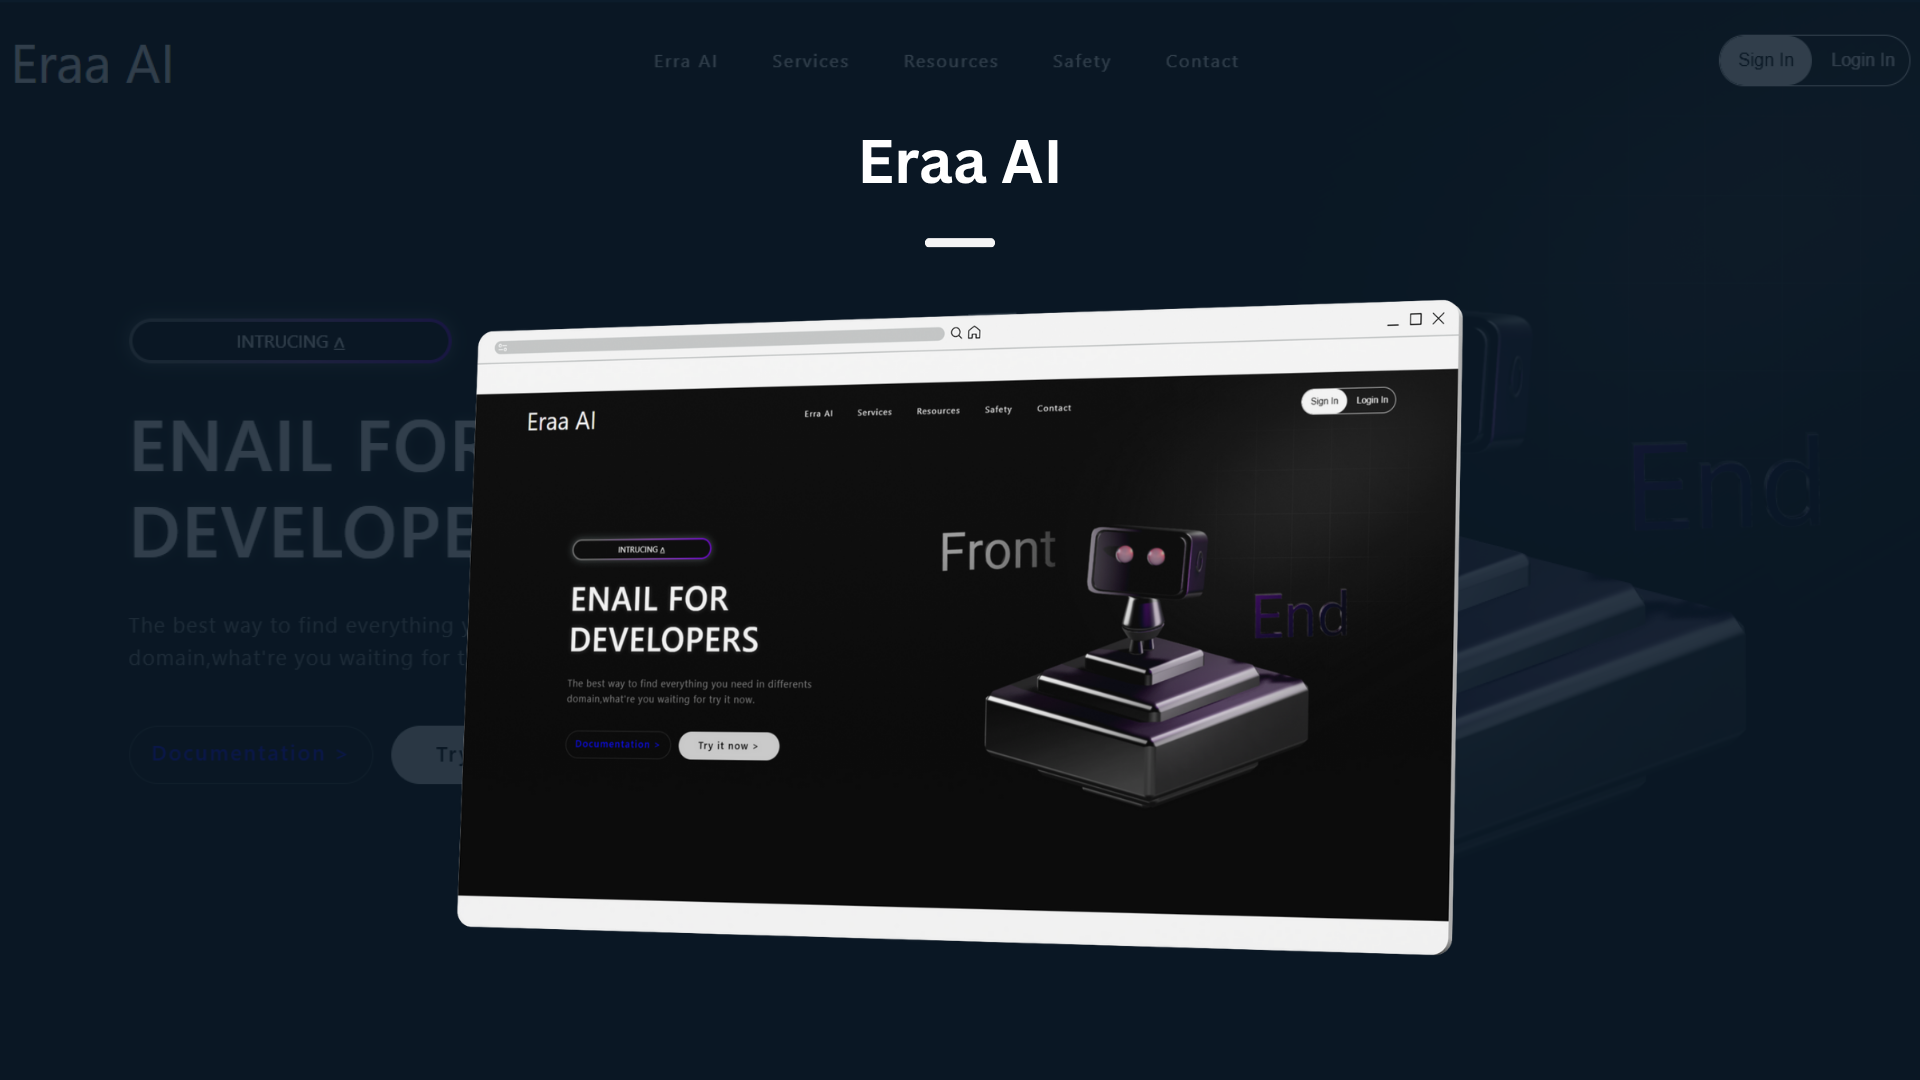 Eraa AI
Erra AI Services Resources Safety Contact
Sign In Login In
Eraa AI
INTRUCING Δ
ENAIL FOR
DEVELOPE
The best way to find everything
domain,what're you waiting for
Documentation >
Try
End
Eraa AI
Erra AI Services Resources Safety Contact
Sign In Login In
INTRUCING Δ
ENAIL FOR
DEVELOPERS
The best way to find everything you need in differents
domain,what're you waiting for try it now.
Documentation >
Try it now >
Front
End